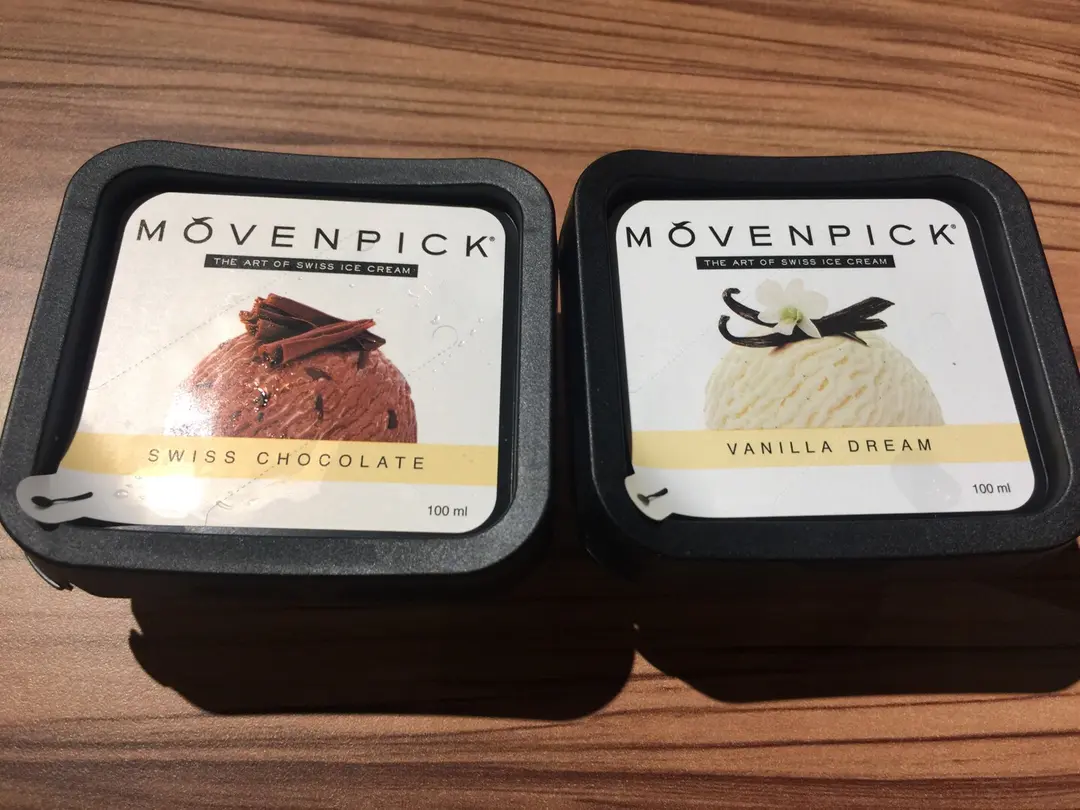 MÖVENPICK®
THE ART OF SWISS ICE CREAM
SWISS CHOCOLATE
100 ml
MÖVENPICK®
THE ART OF SWISS ICE CREAM
VANILLA DREAM
100 ml